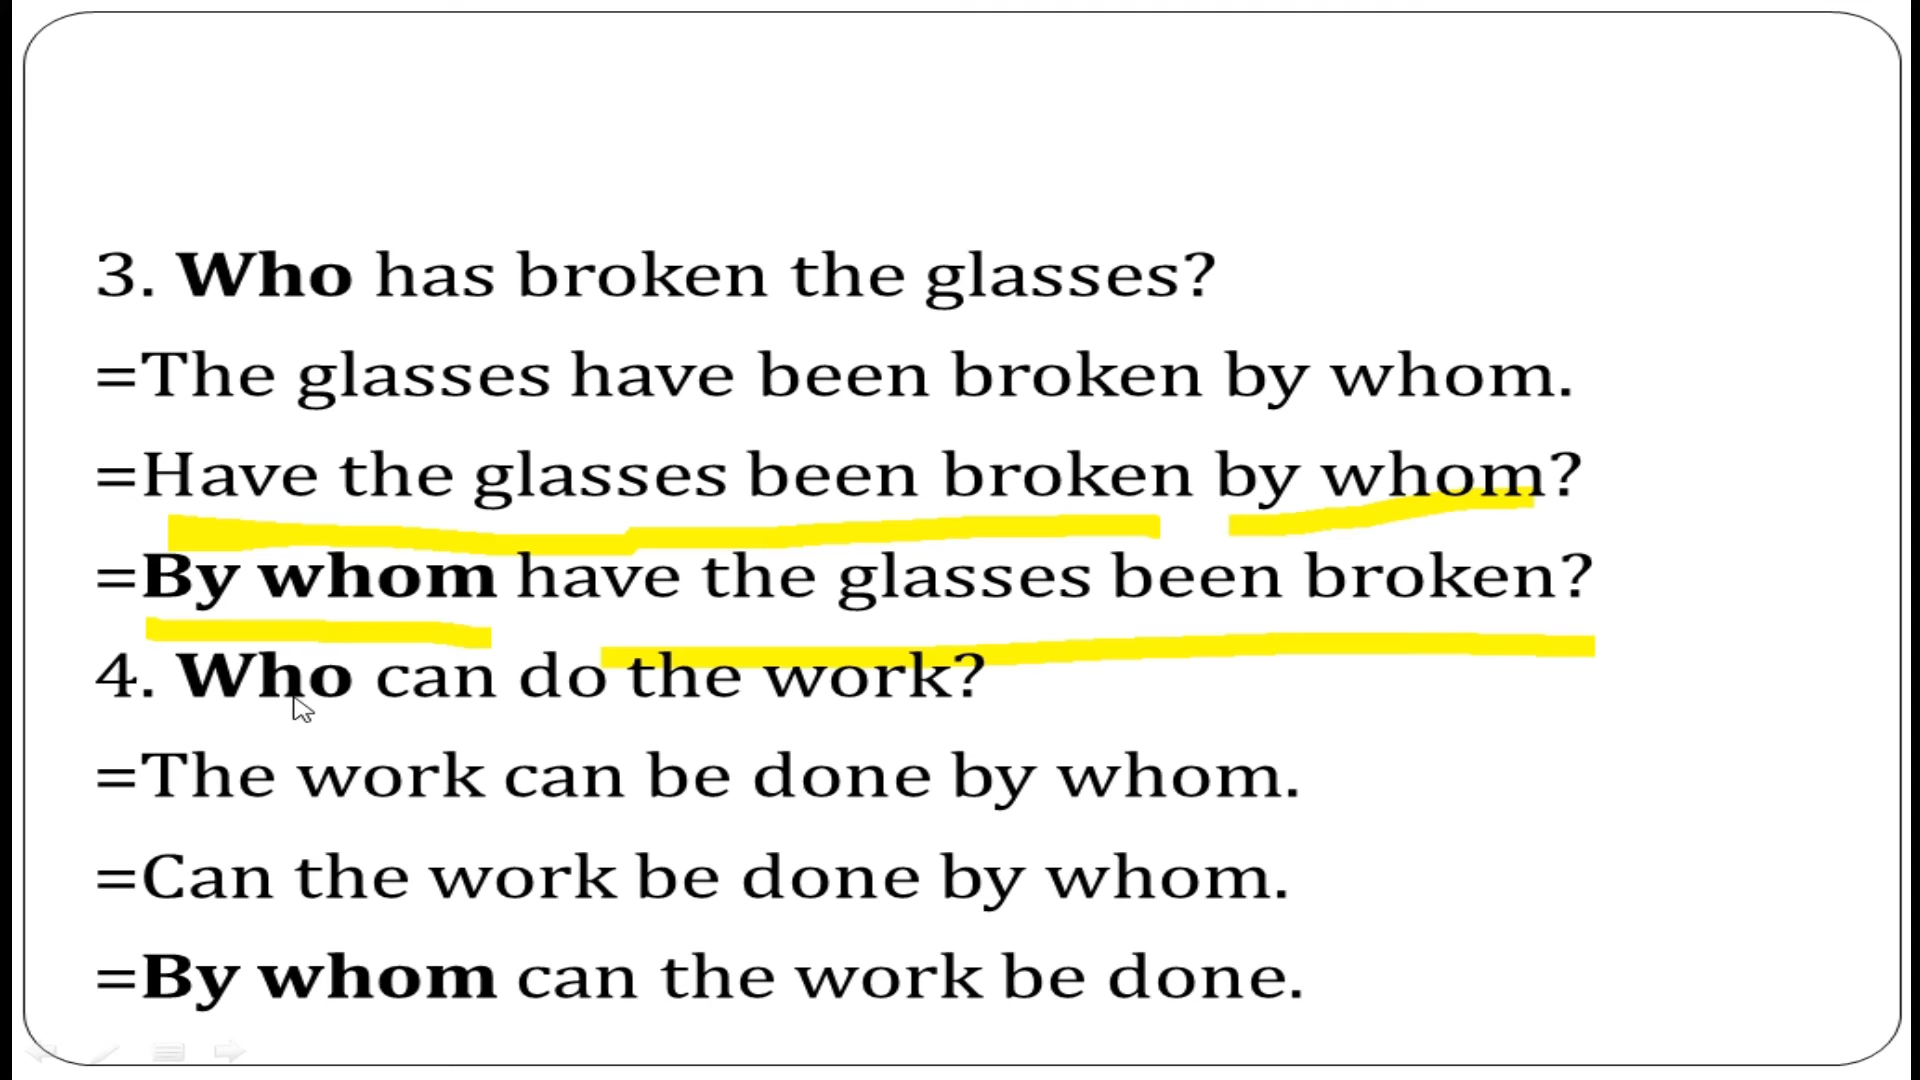 3. Who has broken the glasses?
=The glasses have been broken by whom.
=Have the glasses been broken by whom?
=By whom have the glasses been broken?
4. Who can do the work?
=The work can be done by whom.
=Can the work be done by whom.
=By whom can the work be done.